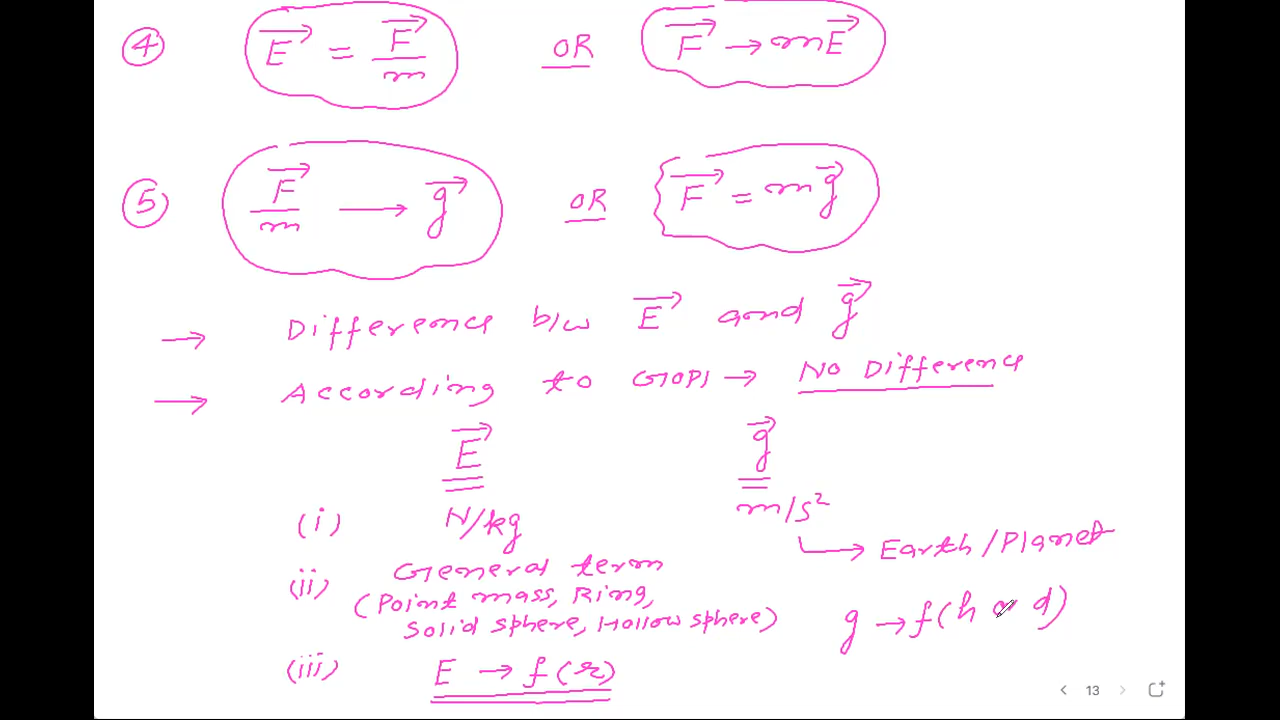 ④ E⃗ = F⃗/m OR F⃗ → mE⃗
⑤ F⃗/m → g⃗ OR F⃗ = mg⃗
→ Difference b/w E⃗ and g⃗
→ According to GOPI → No Difference
E⃗ g⃗
(i) N/kg m/s²
→ Earth/Planet
(ii) General term
(Point mass, Ring,
Solid sphere, Hollow sphere)
g → f(h or d)
(iii) E → f(r)
< 13 >